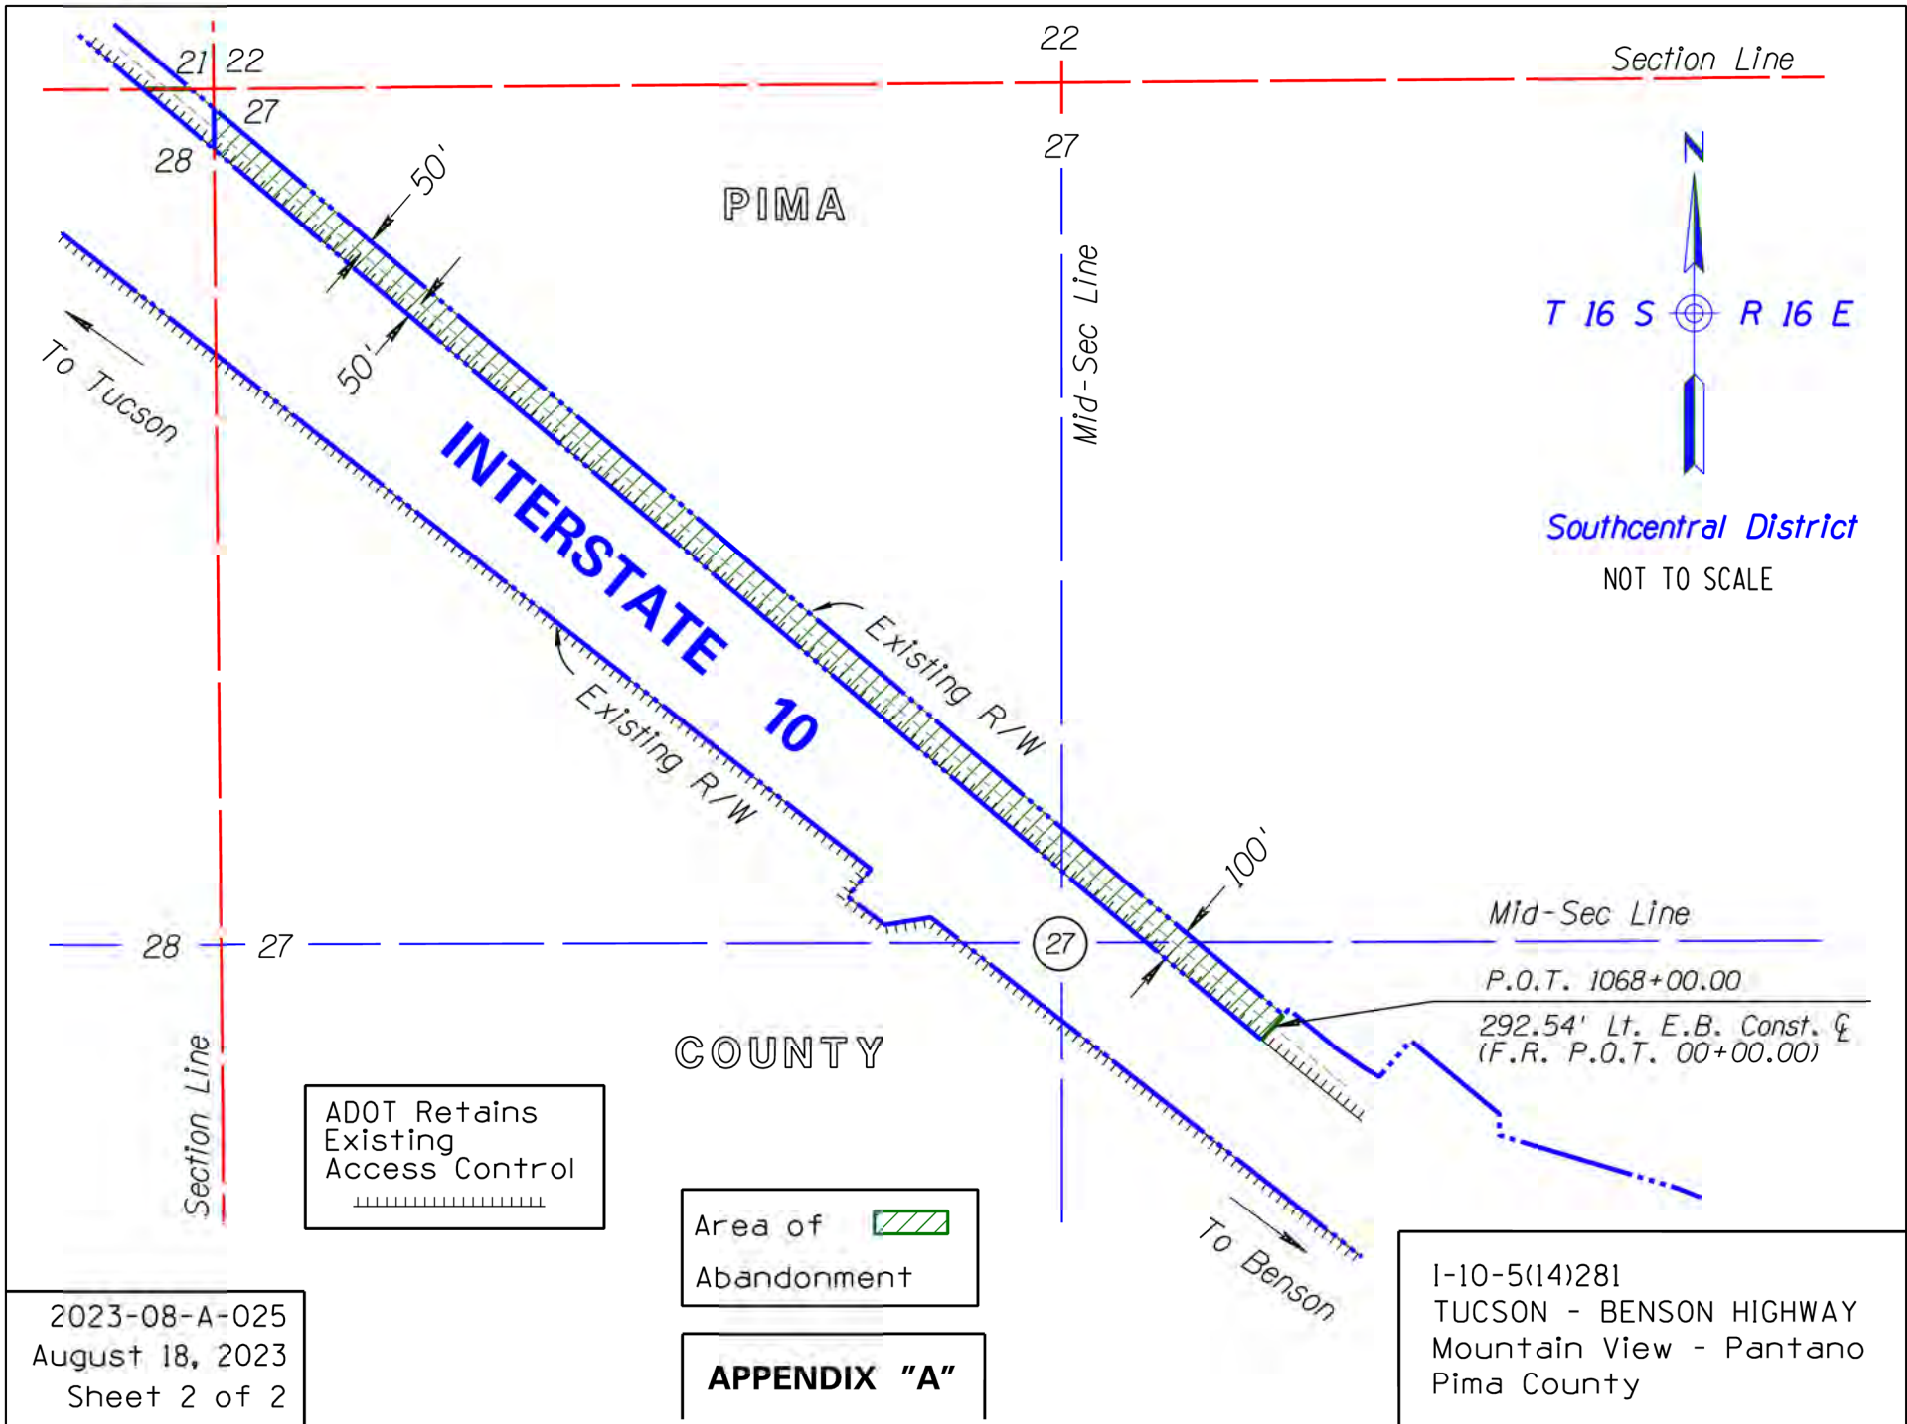 21 22
22
Section Line
27
28
27
50'
PIMA
N
Mid-Sec Line
T 16 S R 16 E
To Tucson
50'
INTERSTATE 10
Southcentral District
NOT TO SCALE
Existing R/W
Existing R/W
100'
Mid-Sec Line
28 27
27
P.O.T. 1068+00.00
292.54' Lt. E.B. Const. ℄
(F.R. P.O.T. 00+00.00)
COUNTY
Section Line
ADOT Retains
Existing
Access Control
Area of
Abandonment
To Benson
2023-08-A-025
August 18, 2023
Sheet 2 of 2
APPENDIX "A"
I-10-5(14)281
TUCSON - BENSON HIGHWAY
Mountain View - Pantano
Pima County